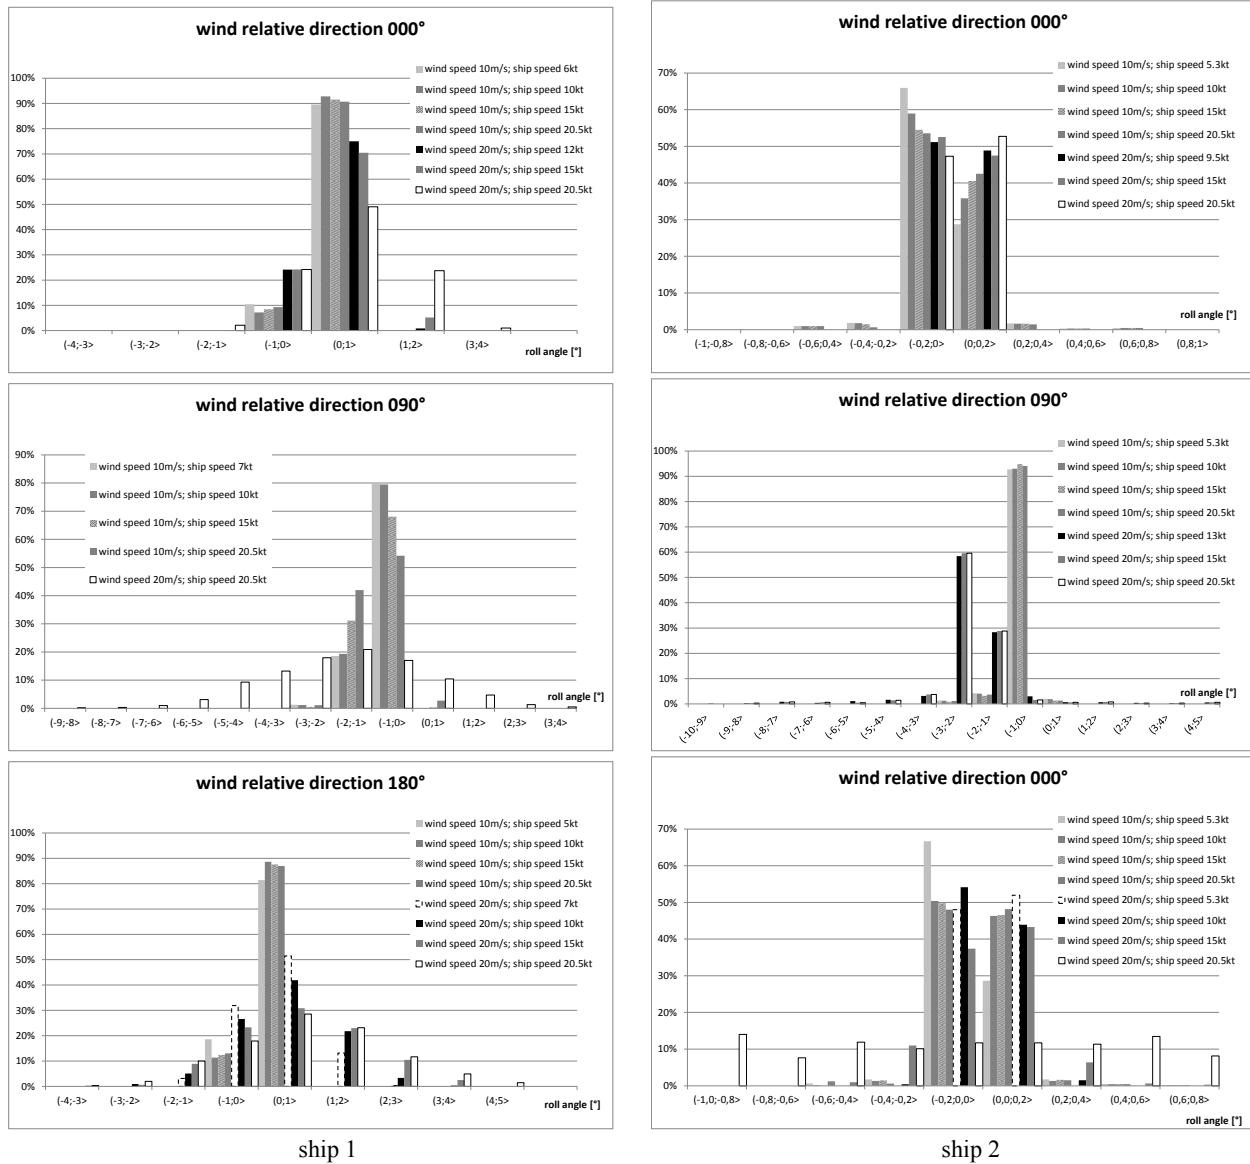 wind relative direction 000°
wind speed 10m/s; ship speed 6kt
wind speed 10m/s; ship speed 10kt
wind speed 10m/s; ship speed 15kt
wind speed 10m/s; ship speed 20.5kt
wind speed 20m/s; ship speed 12kt
wind speed 20m/s; ship speed 15kt
wind speed 20m/s; ship speed 20.5kt
100%
90%
80%
70%
60%
50%
40%
30%
20%
10%
0%
(-4;-3> (-3;-2> (-2;-1> (-1;0> (0;1> (1;2> (3;4>
roll angle [°]
wind relative direction 000°
wind speed 10m/s; ship speed 5.3kt
wind speed 10m/s; ship speed 10kt
wind speed 10m/s; ship speed 15kt
wind speed 10m/s; ship speed 20.5kt
wind speed 20m/s; ship speed 9.5kt
wind speed 20m/s; ship speed 15kt
wind speed 20m/s; ship speed 20.5kt
70%
60%
50%
40%
30%
20%
10%
0%
(-1;-0,8> (-0,8;-0,6> (-0,6;0,4> (-0,4;-0,2> (-0,2;0> (0;0,2> (0,2;0,4> (0,4;0,6> (0,6;0,8> (0,8;1>
roll angle [°]
wind relative direction 090°
wind speed 10m/s; ship speed 7kt
wind speed 10m/s; ship speed 10kt
wind speed 10m/s; ship speed 15kt
wind speed 10m/s; ship speed 20.5kt
wind speed 20m/s; ship speed 20.5kt
90%
80%
70%
60%
50%
40%
30%
20%
10%
0%
roll angle [°]
(-9;-8> (-8;-7> (-7;-6> (-6;-5> (-5;-4> (-4;-3> (-3;-2> (-2;-1> (-1;0> (0;1> (1;2> (2;3> (3;4>
wind relative direction 090°
wind speed 10m/s; ship speed 5.3kt
wind speed 10m/s; ship speed 10kt
wind speed 10m/s; ship speed 15kt
wind speed 10m/s; ship speed 20.5kt
wind speed 20m/s; ship speed 13kt
wind speed 20m/s; ship speed 15kt
wind speed 20m/s; ship speed 20.5kt
100%
90%
80%
70%
60%
50%
40%
30%
20%
10%
0%
roll angle [°]
(-10;-9> (-9;-8> (-8;-7> (-7;-6> (-6;-5> (-5;-4> (-4;-3> (-3;-2> (-2;-1> (-1;0> (0;1> (1;2> (2;3> (3;4> (4;5>
wind relative direction 180°
wind speed 10m/s; ship speed 5kt
wind speed 10m/s; ship speed 10kt
wind speed 10m/s; ship speed 15kt
wind speed 10m/s; ship speed 20.5kt
wind speed 20m/s; ship speed 7kt
wind speed 20m/s; ship speed 10kt
wind speed 20m/s; ship speed 15kt
wind speed 20m/s; ship speed 20.5kt
100%
90%
80%
70%
60%
50%
40%
30%
20%
10%
0%
(-4;-3> (-3;-2> (-2;-1> (-1;0> (0;1> (1;2> (2;3> (3;4> (4;5>
roll angle [°]
wind relative direction 000°
wind speed 10m/s; ship speed 5.3kt
wind speed 10m/s; ship speed 10kt
wind speed 10m/s; ship speed 15kt
wind speed 10m/s; ship speed 20.5kt
wind speed 20m/s; ship speed 5.3kt
wind speed 20m/s; ship speed 10kt
wind speed 20m/s; ship speed 15kt
wind speed 20m/s; ship speed 20.5kt
70%
60%
50%
40%
30%
20%
10%
0%
(-1,0;-0,8> (-0,8;-0,6> (-0,6;-0,4> (-0,4;-0,2> (-0,2;0,0> (0,0;0,2> (0,2;0,4> (0,4;0,6> (0,6;0,8>
roll angle [°]
ship 1
ship 2